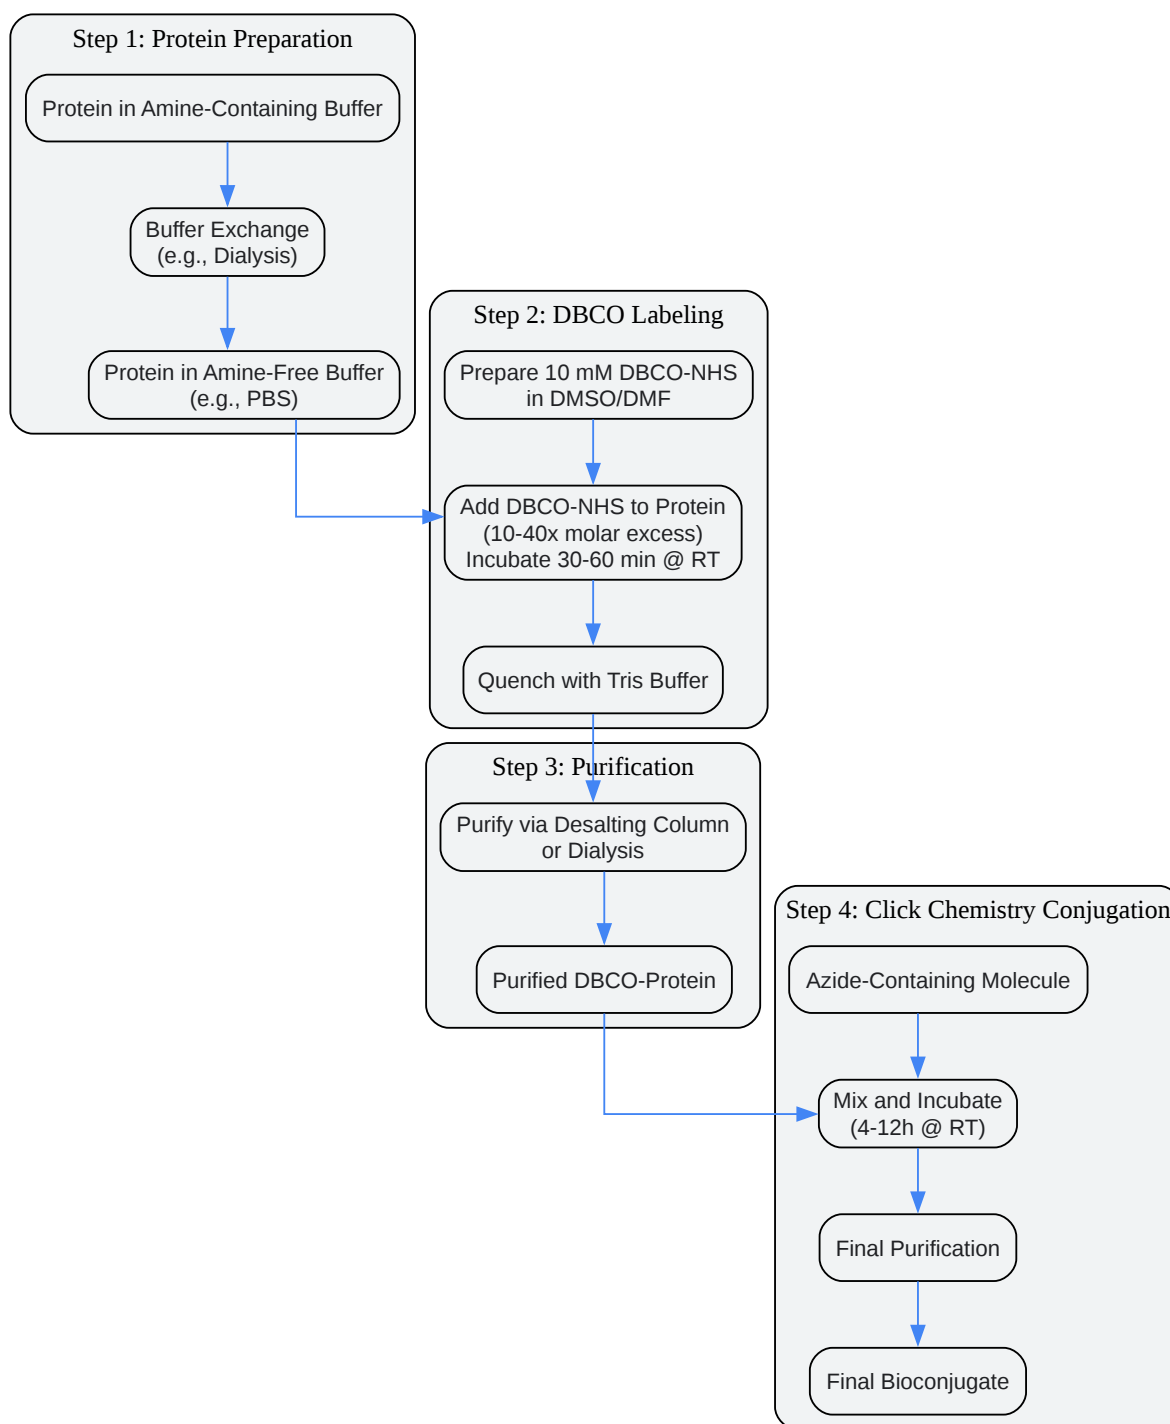 Step 1: Protein Preparation
Protein in Amine-Containing Buffer
Buffer Exchange
(e.g., Dialysis)
Protein in Amine-Free Buffer
(e.g., PBS)
Step 2: DBCO Labeling
Prepare 10 mM DBCO-NHS
in DMSO/DMF
Add DBCO-NHS to Protein
(10-40x molar excess)
Incubate 30-60 min @ RT
Quench with Tris Buffer
Step 3: Purification
Purify via Desalting Column
or Dialysis
Purified DBCO-Protein
Step 4: Click Chemistry Conjugation
Azide-Containing Molecule
Mix and Incubate
(4-12h @ RT)
Final Purification
Final Bioconjugate